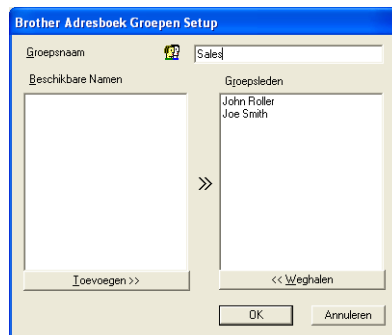 Brother Adresboek Groepen Setup
Groepsnaam
Sales
Beschikbare Namen
Groepsleden
John Roller
Joe Smith
Toevoegen >>
<< Weghalen
OK
Annuleren